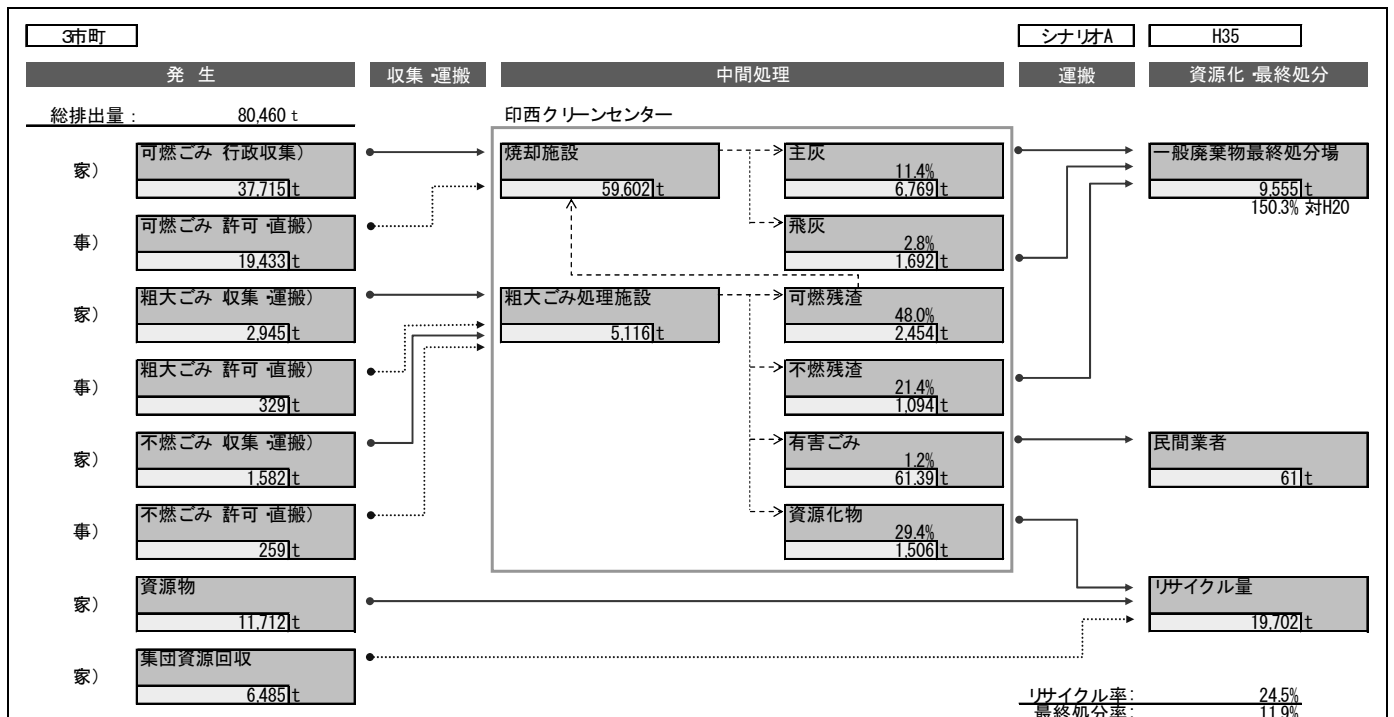 3市町
シナリオA
H35
発 生
収集・運搬
中間処理
運搬
資源化・最終処分
総排出量： 80,460 t
印西クリーンセンター
家）
可燃ごみ 行政収集）
37,715 t
事）
可燃ごみ 許可・直搬）
19,433 t
家）
粗大ごみ 収集・運搬）
2,945 t
事）
粗大ごみ 許可・直搬）
329 t
家）
不燃ごみ 収集・運搬）
1,582 t
事）
不燃ごみ 許可・直搬）
259 t
家）
資源物
11,712 t
家）
集団資源回収
6,485 t
焼却施設
59,602 t
粗大ごみ処理施設
5,116 t
主灰
11.4%
6,769 t
飛灰
2.8%
1,692 t
可燃残渣
48.0%
2,454 t
不燃残渣
21.4%
1,094 t
有害ごみ
1.2%
61.39 t
資源化物
29.4%
1,506 t
一般廃棄物最終処分場
9,555 t
150.3% 対H20
民間業者
61 t
リサイクル量
19,702 t
リサイクル率： 24.5%
最終処分率： 11.9%